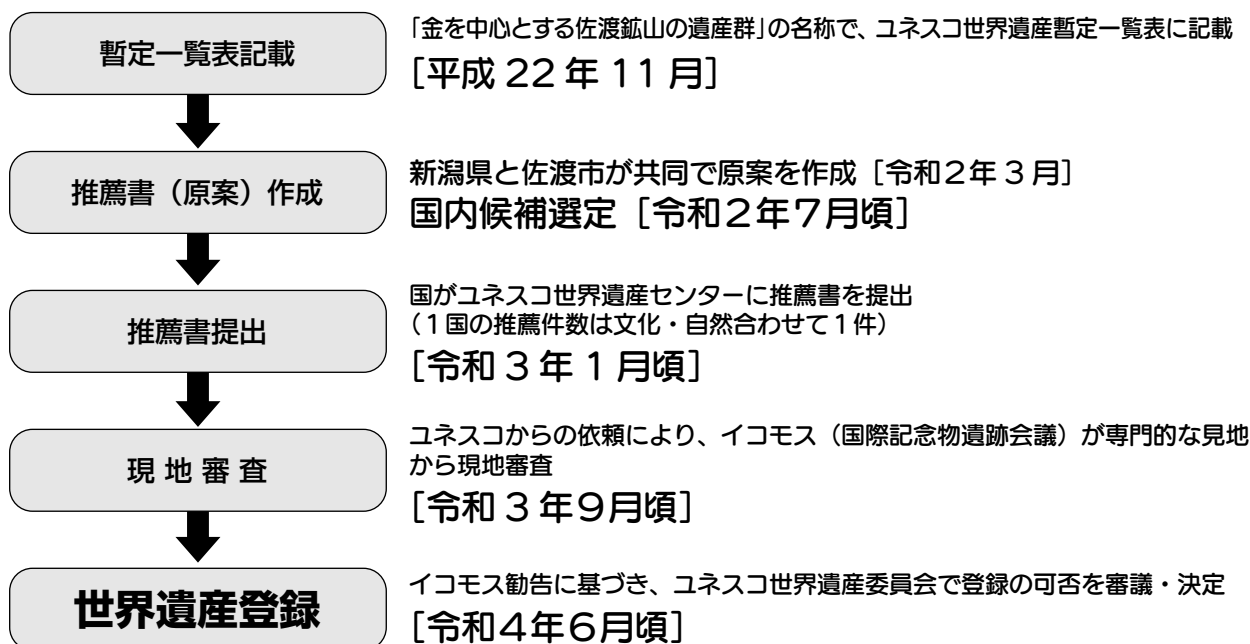 暫定一覧表記載
「金を中心とする佐渡鉱山の遺産群」の名称で、ユネスコ世界遺産暫定一覧表に記載
[平成 22 年 11 月]
推薦書（原案）作成
新潟県と佐渡市が共同で原案を作成［令和２年３月］
国内候補選定［令和２年７月頃］
推薦書提出
国がユネスコ世界遺産センターに推薦書を提出
（１国の推薦件数は文化・自然合わせて１件）
［令和３年１月頃］
現 地 審 査
ユネスコからの依頼により、イコモス（国際記念物遺跡会議）が専門的な見地
から現地審査
［令和３年９月頃］
世界遺産登録
イコモス勧告に基づき、ユネスコ世界遺産委員会で登録の可否を審議・決定
［令和４年６月頃］